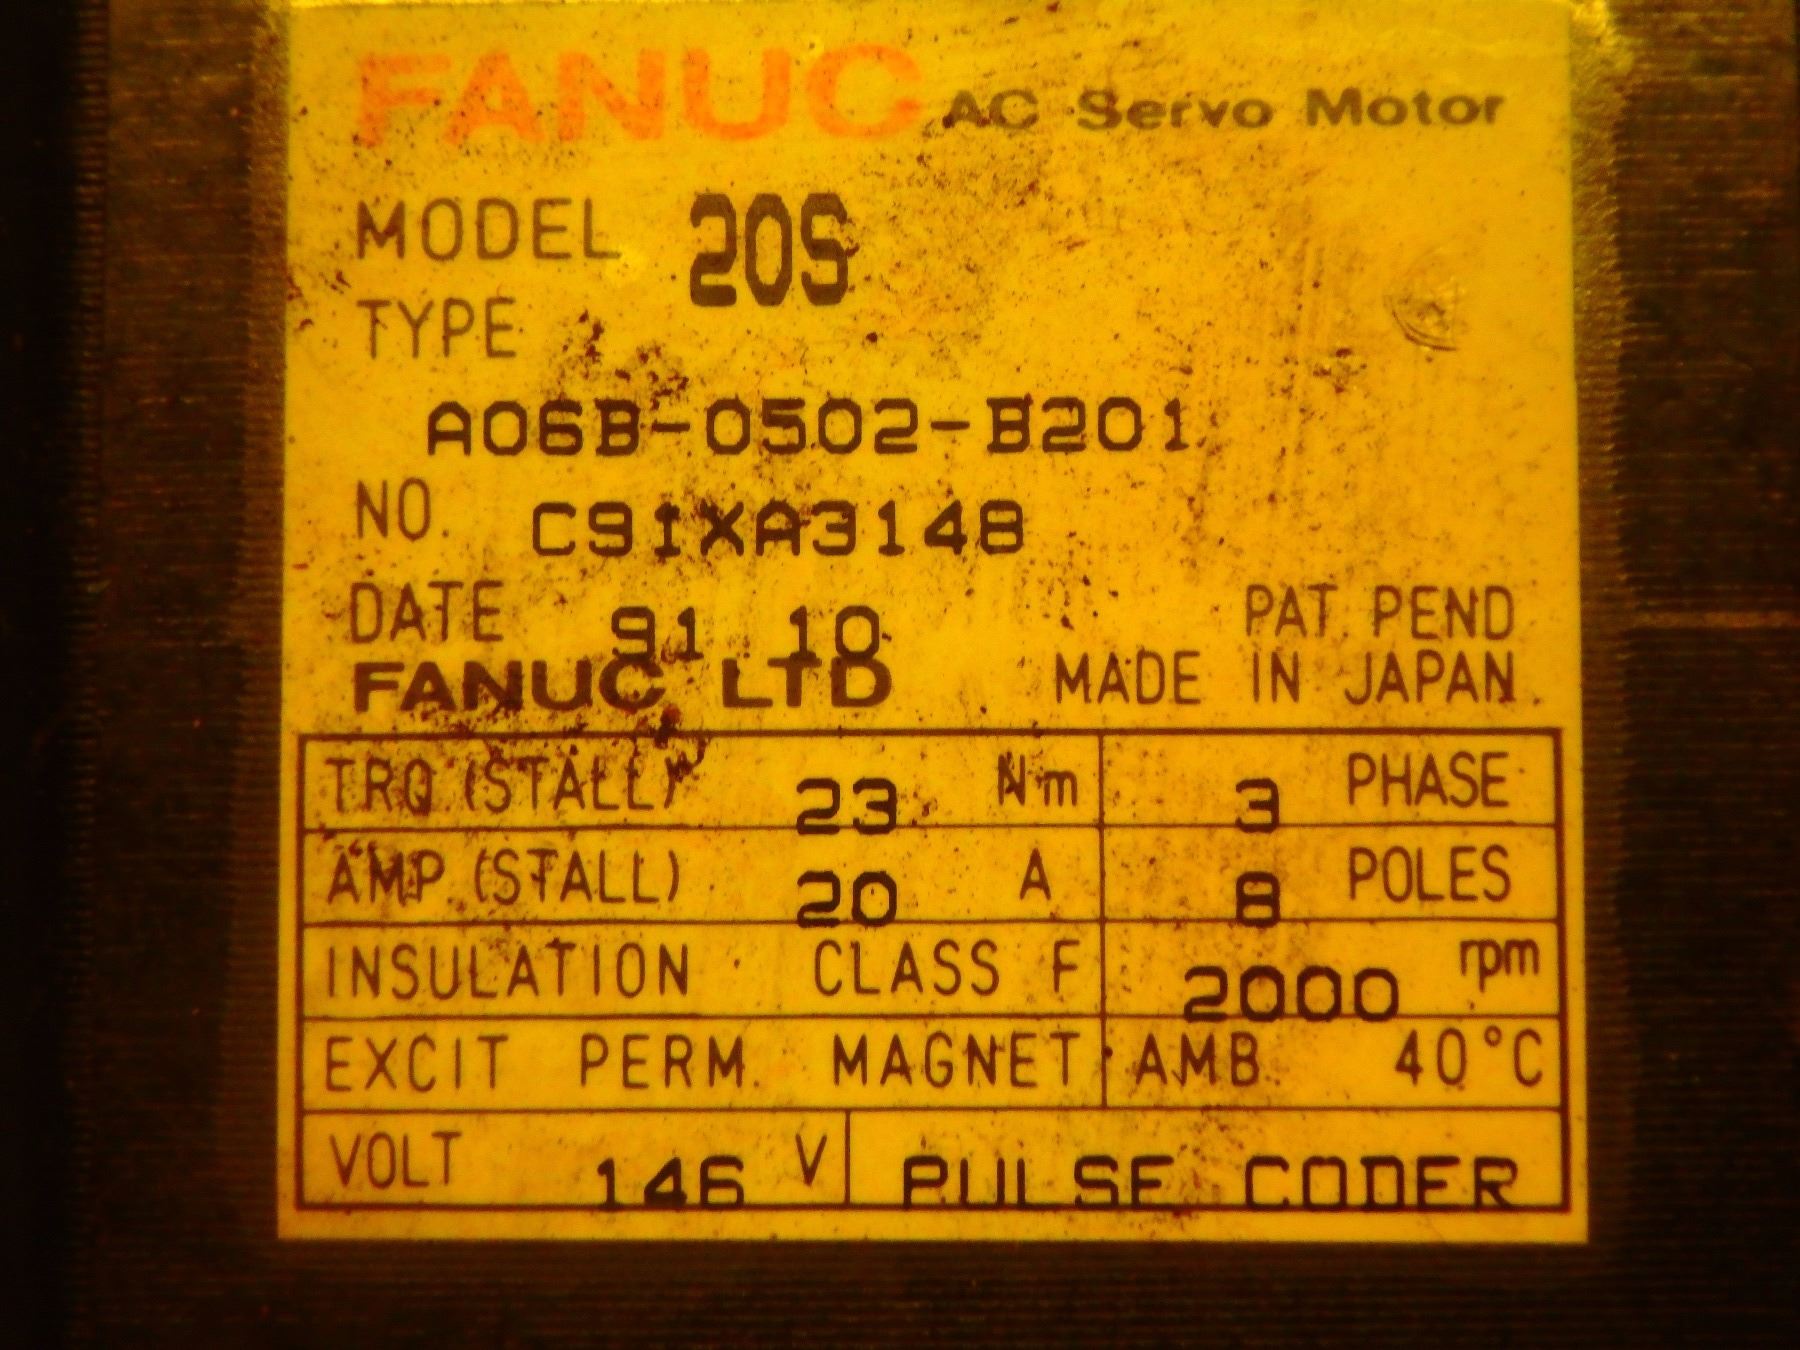 FANUC AC Servo Motor
MODEL 20S
TYPE
A06B-0502-B201
NO. C91XA3148
DATE 91 10
PAT. PEND
FANUC LTD MADE IN JAPAN.
TRQ (STALL) 23 N·m 3 PHASE
AMP (STALL) 20 A 8 POLES
INSULATION CLASS F 2000 rpm
EXCIT PERM. MAGNET AMB. 40°C
VOLT 146 V PULSE CODER